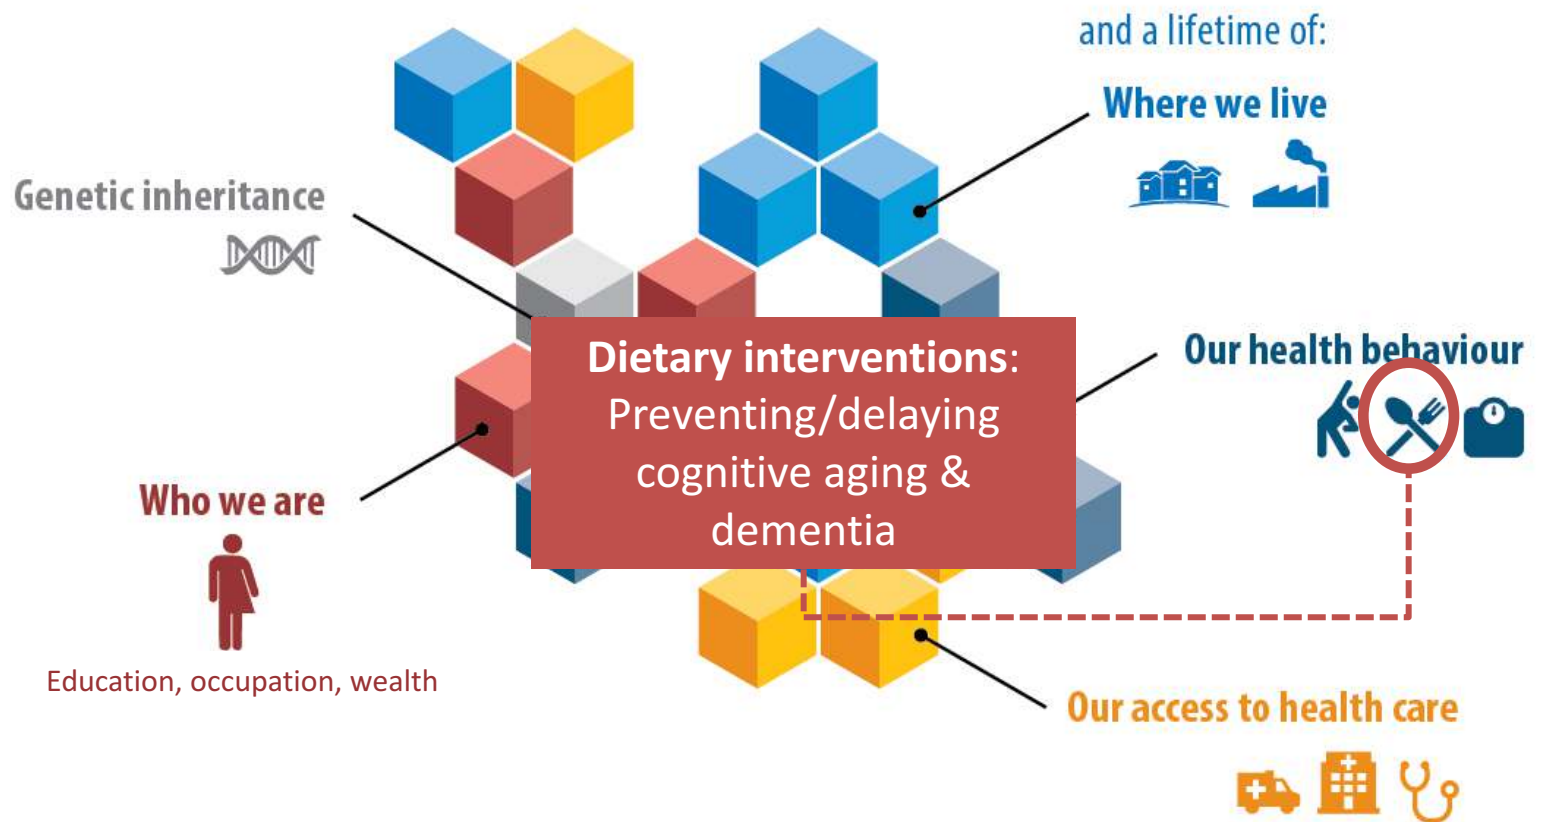 and a lifetime of:
Where we live
Genetic inheritance
Dietary interventions:
Preventing/delaying
cognitive aging &
dementia
Our health behaviour
Who we are
Education, occupation, wealth
Our access to health care